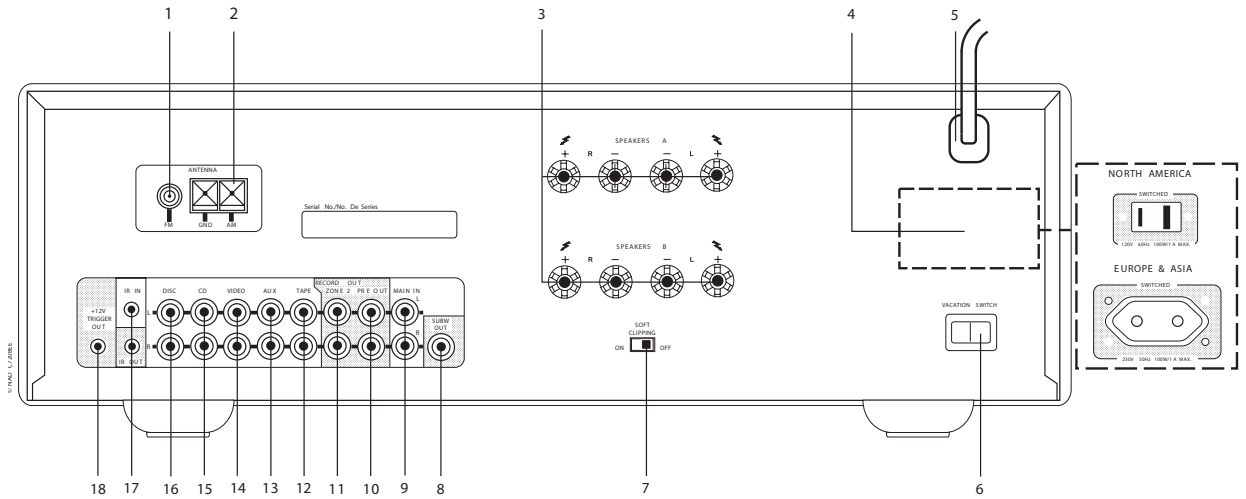 1 2 3 4 5
NORTH AMERICA
SWITCHED
120V 60Hz 100W/1 A MAX.
EUROPE & ASIA
SWITCHED
230V 50Hz 100W/1 A MAX.
ANTENNA
FM GND AM
Serial No./No. De Series
SPEAKERS A
+ R − − L +
SPEAKERS B
+ R − − L +
VACATION SWITCH
SOFT
CLIPPING
ON OFF
RECORD OUT
IR IN DISC CD VIDEO AUX TAPE ZONE 2 PRE OUT MAIN IN
L L
+12V
TRIGGER
OUT
SUBW
OUT
R R
IR OUT
18 17 16 15 14 13 12 11 10 9 8 7 6